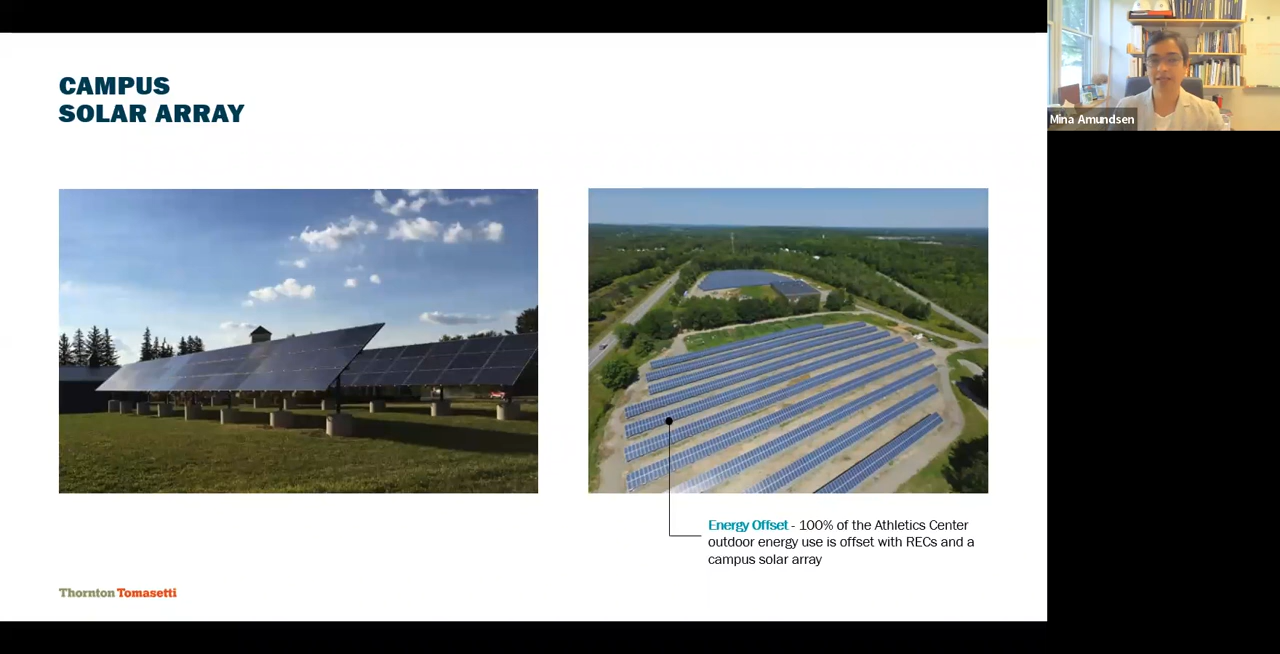 CAMPUS
SOLAR ARRAY
Mina Amundsen
Energy Offset - 100% of the Athletics Center
outdoor energy use is offset with RECs and a
campus solar array
Thornton Tomasetti